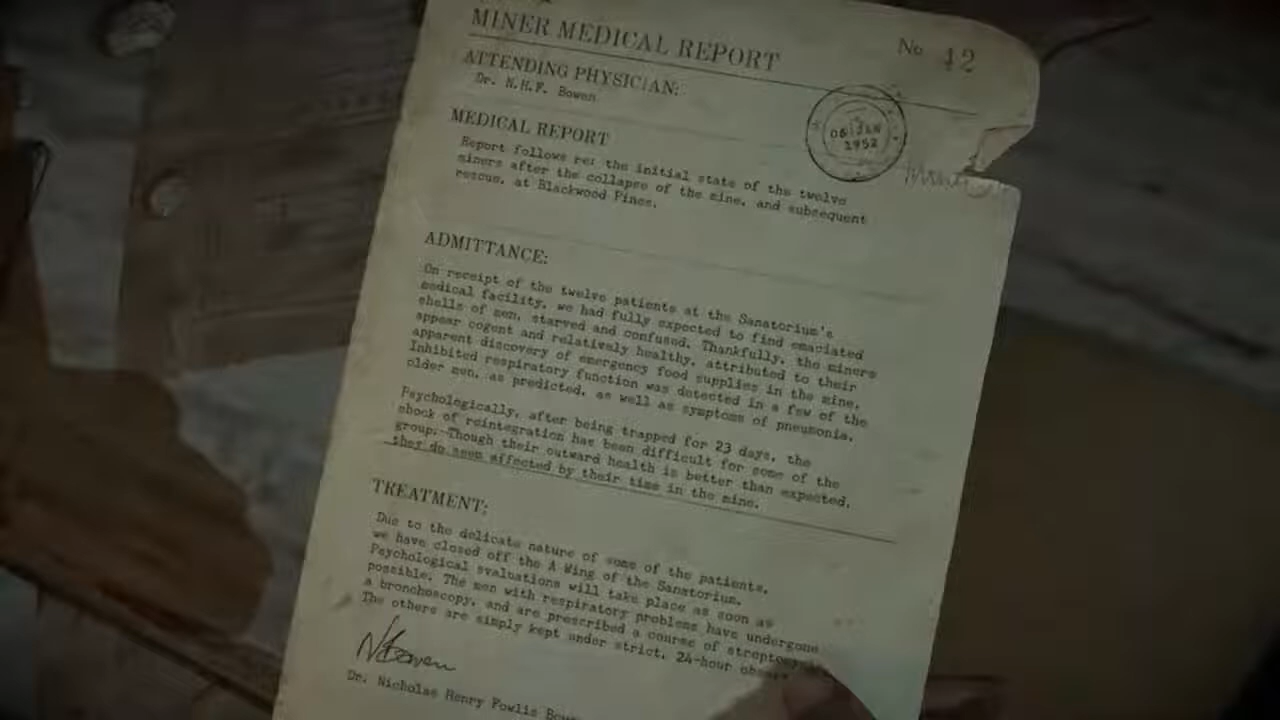 MINER MEDICAL REPORT
No 42
ATTENDING PHYSICIAN:
Dr. N.H.F. Bowen
06 JAN
1952
MEDICAL REPORT
Report follows re: the initial state of the twelve
miners after the collapse of the mine, and subsequent
rescue, at Blackwood Pines.
ADMITTANCE:
On receipt of the twelve patients at the Sanatorium's
medical facility, we had fully expected to find emaciated
shells of men, starved and confused. Thankfully, the miners
appear cogent and relatively healthy, attributed to their
apparent discovery of emergency food supplies in the mine.
Inhibited respiratory function was detected in a few of the
older men, as predicted, as well as symptoms of pneumonia.
Psychologically, after being trapped for 23 days, the
shock of reintegration has been difficult for some of the
group. Though their outward health is better than expected,
they do seem affected by their time in the mine.
TREATMENT:
Due to the delicate nature of some of the patients,
we have closed off the A Wing of the Sanatorium.
Psychological evaluations will take place as soon as
possible. The men with respiratory problems have undergone
a bronchoscopy, and are prescribed a course of
The others are simply kept under strict, 24-hour
NBowen
Dr. Nicholas Henry Fowlis